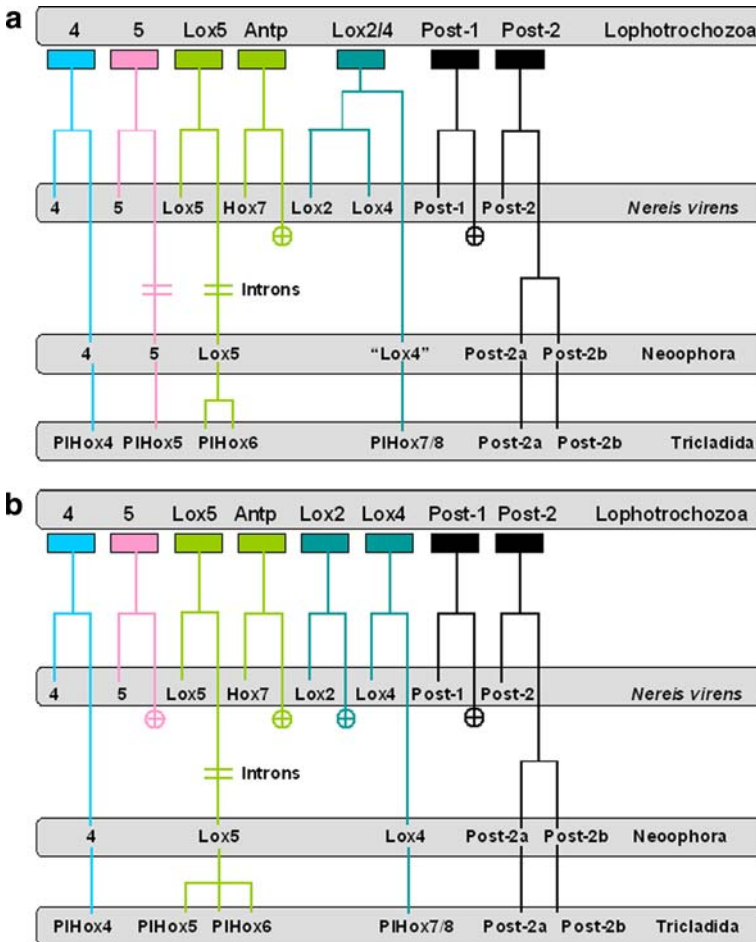 a
4 5 Lox5 Antp Lox2/4 Post-1 Post-2 Lophotrochozoa
4 5 Lox5 Hox7 Lox2 Lox4 Post-1 Post-2 Nereis virens
Introns
4 5 Lox5 “Lox4” Post-2a Post-2b Neoophora
PlHox4 PlHox5 PlHox6 PlHox7/8 Post-2a Post-2b Tricladida
b
4 5 Lox5 Antp Lox2 Lox4 Post-1 Post-2 Lophotrochozoa
4 5 Lox5 Hox7 Lox2 Lox4 Post-1 Post-2 Nereis virens
Introns
4 Lox5 Lox4 Post-2a Post-2b Neoophora
PlHox4 PlHox5 PlHox6 PlHox7/8 Post-2a Post-2b Tricladida